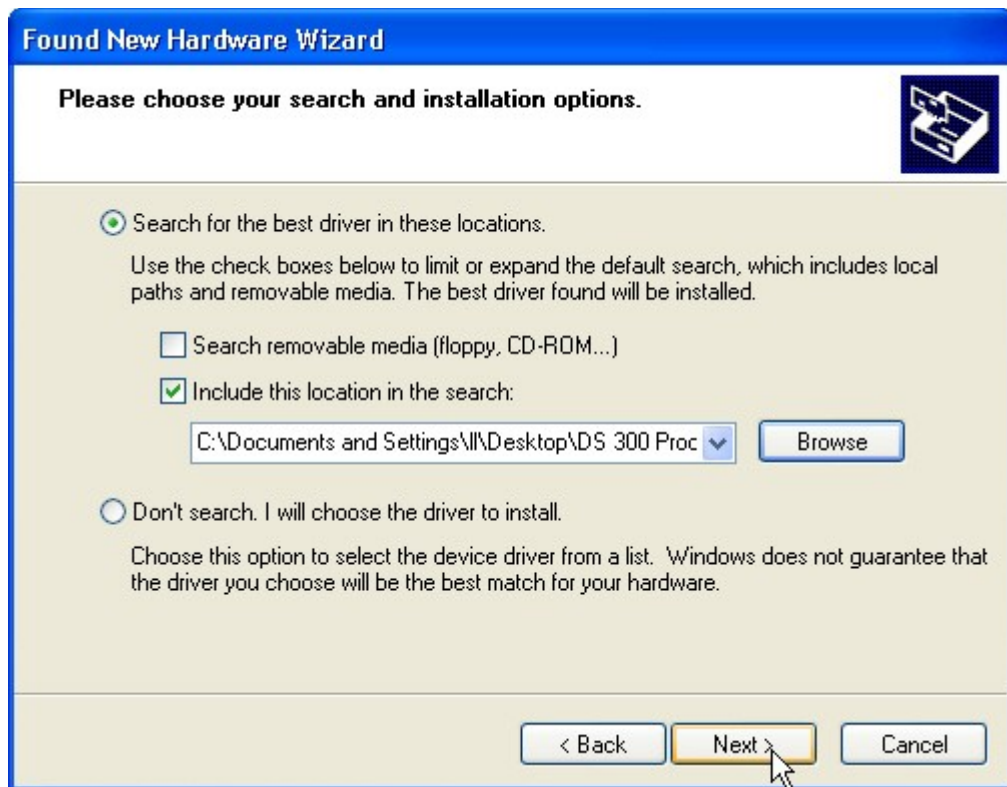 Found New Hardware Wizard
Please choose your search and installation options.
Search for the best driver in these locations.
Use the check boxes below to limit or expand the default search, which includes local
paths and removable media. The best driver found will be installed.
Search removable media (floppy, CD-ROM...)
Include this location in the search:
C:\Documents and Settings\II\Desktop\DS 300 Proc
Browse
Don't search. I will choose the driver to install.
Choose this option to select the device driver from a list. Windows does not guarantee that
the driver you choose will be the best match for your hardware.
< Back
Next >
Cancel